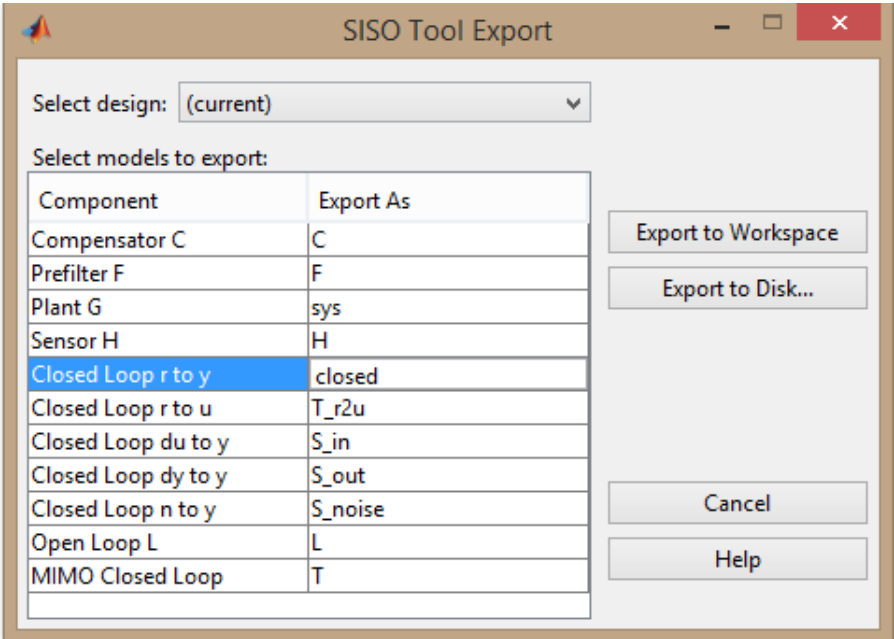 SISO Tool Export
Select design: (current)
Select models to export:
Component Export As
Compensator C C
Prefilter F F
Plant G sys
Sensor H H
Closed Loop r to y closed
Closed Loop r to u T_r2u
Closed Loop du to y S_in
Closed Loop dy to y S_out
Closed Loop n to y S_noise
Open Loop L L
MIMO Closed Loop T
Export to Workspace
Export to Disk...
Cancel
Help